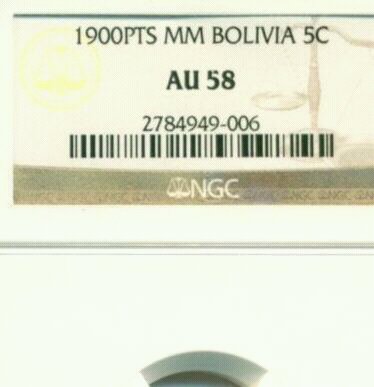 1900PTS MM BOLIVIA 5C
AU 58
2784949-006
NGC